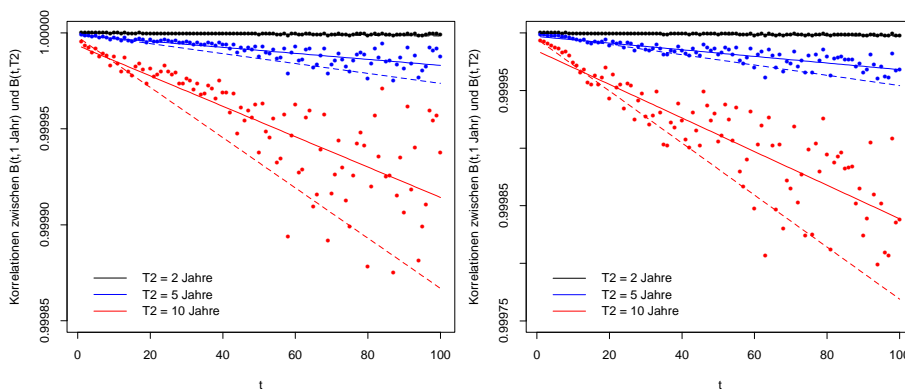 Korrelationen zwischen B(t, 1 Jahr) und B(t, T2)
1.00000
0.99995
0.99990
0.99985
T2 = 2 Jahre
T2 = 5 Jahre
T2 = 10 Jahre
0 20 40 60 80 100
t
Korrelationen zwischen B(t, 1 Jahr) und B(t, T2)
0.999995
0.99985
0.99975
T2 = 2 Jahre
T2 = 5 Jahre
T2 = 10 Jahre
0 20 40 60 80 100
t